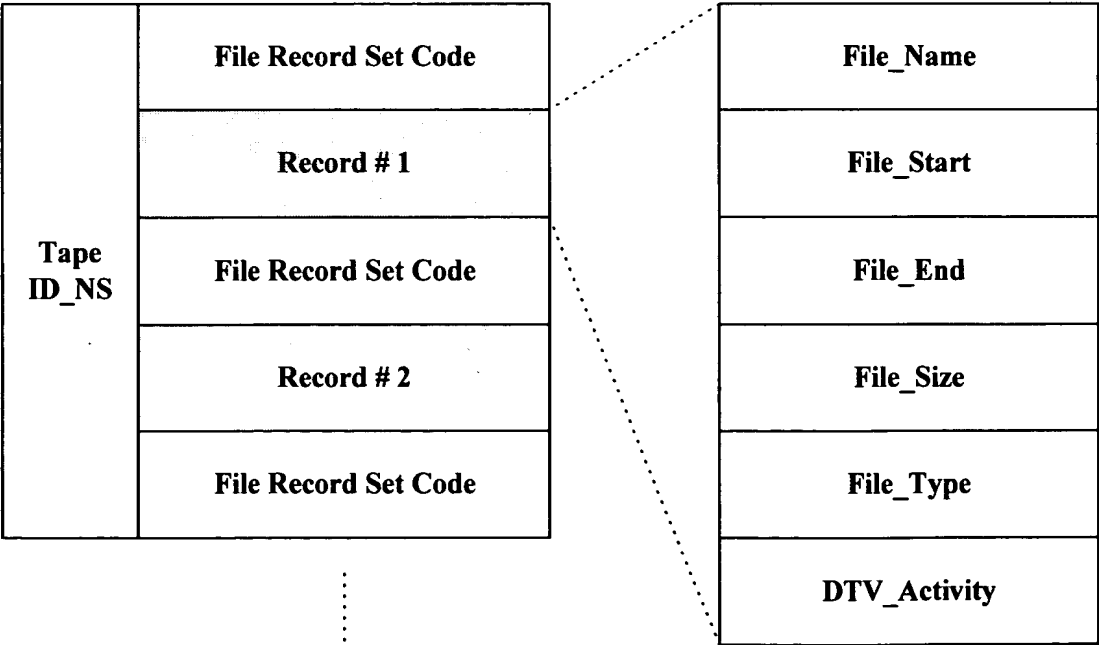 Tape
ID_NS
File Record Set Code
Record # 1
File Record Set Code
Record # 2
File Record Set Code
File_Name
File_Start
File_End
File_Size
File_Type
DTV_Activity